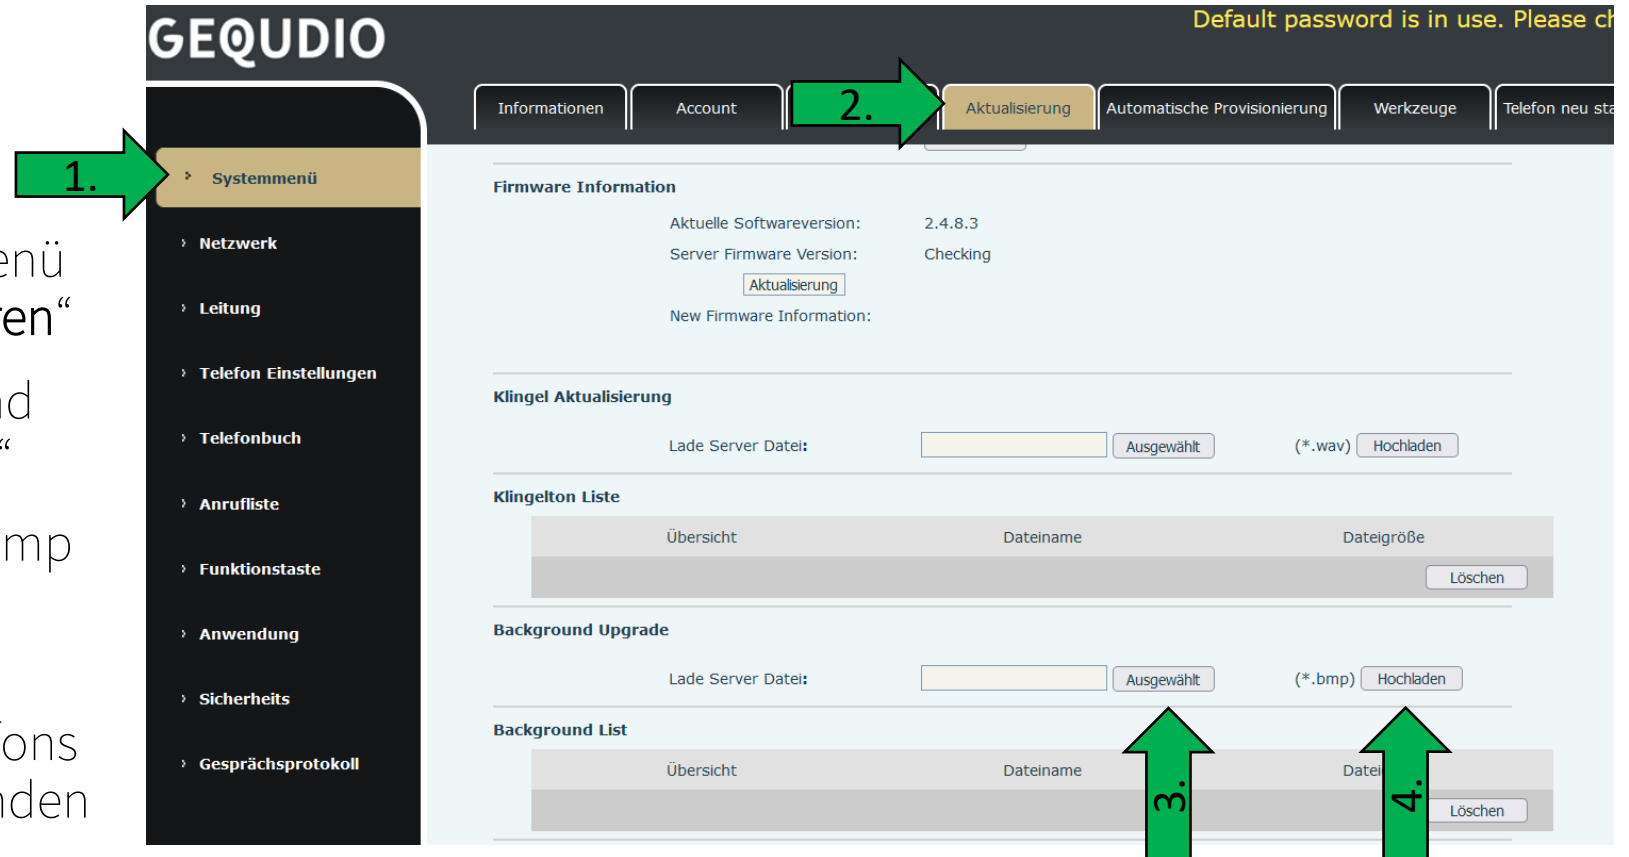 GEQUDIO
Default password is in use. Please
Informationen
Account
2.
Aktualisierung
Automatische Provisionierung
Werkzeuge
Telefon neu
1.
Systemmenü
Netzwerk
Leitung
Telefon Einstellungen
Telefonbuch
Anrufliste
Funktionstaste
Anwendung
Sicherheits
Gesprächsprotokoll
Firmware Information
Aktuelle Softwareversion: 2.4.8.3
Server Firmware Version: Checking
Aktualisierung
New Firmware Information:
Klingel Aktualisierung
Lade Server Datei: Ausgewählt (*.wav) Hochladen
Klingelton Liste
Übersicht Dateiname Dateigröße
Löschen
Background Upgrade
Lade Server Datei: Ausgewählt (*.bmp) Hochladen
Background List
Übersicht Dateiname
Löschen
3.
4.